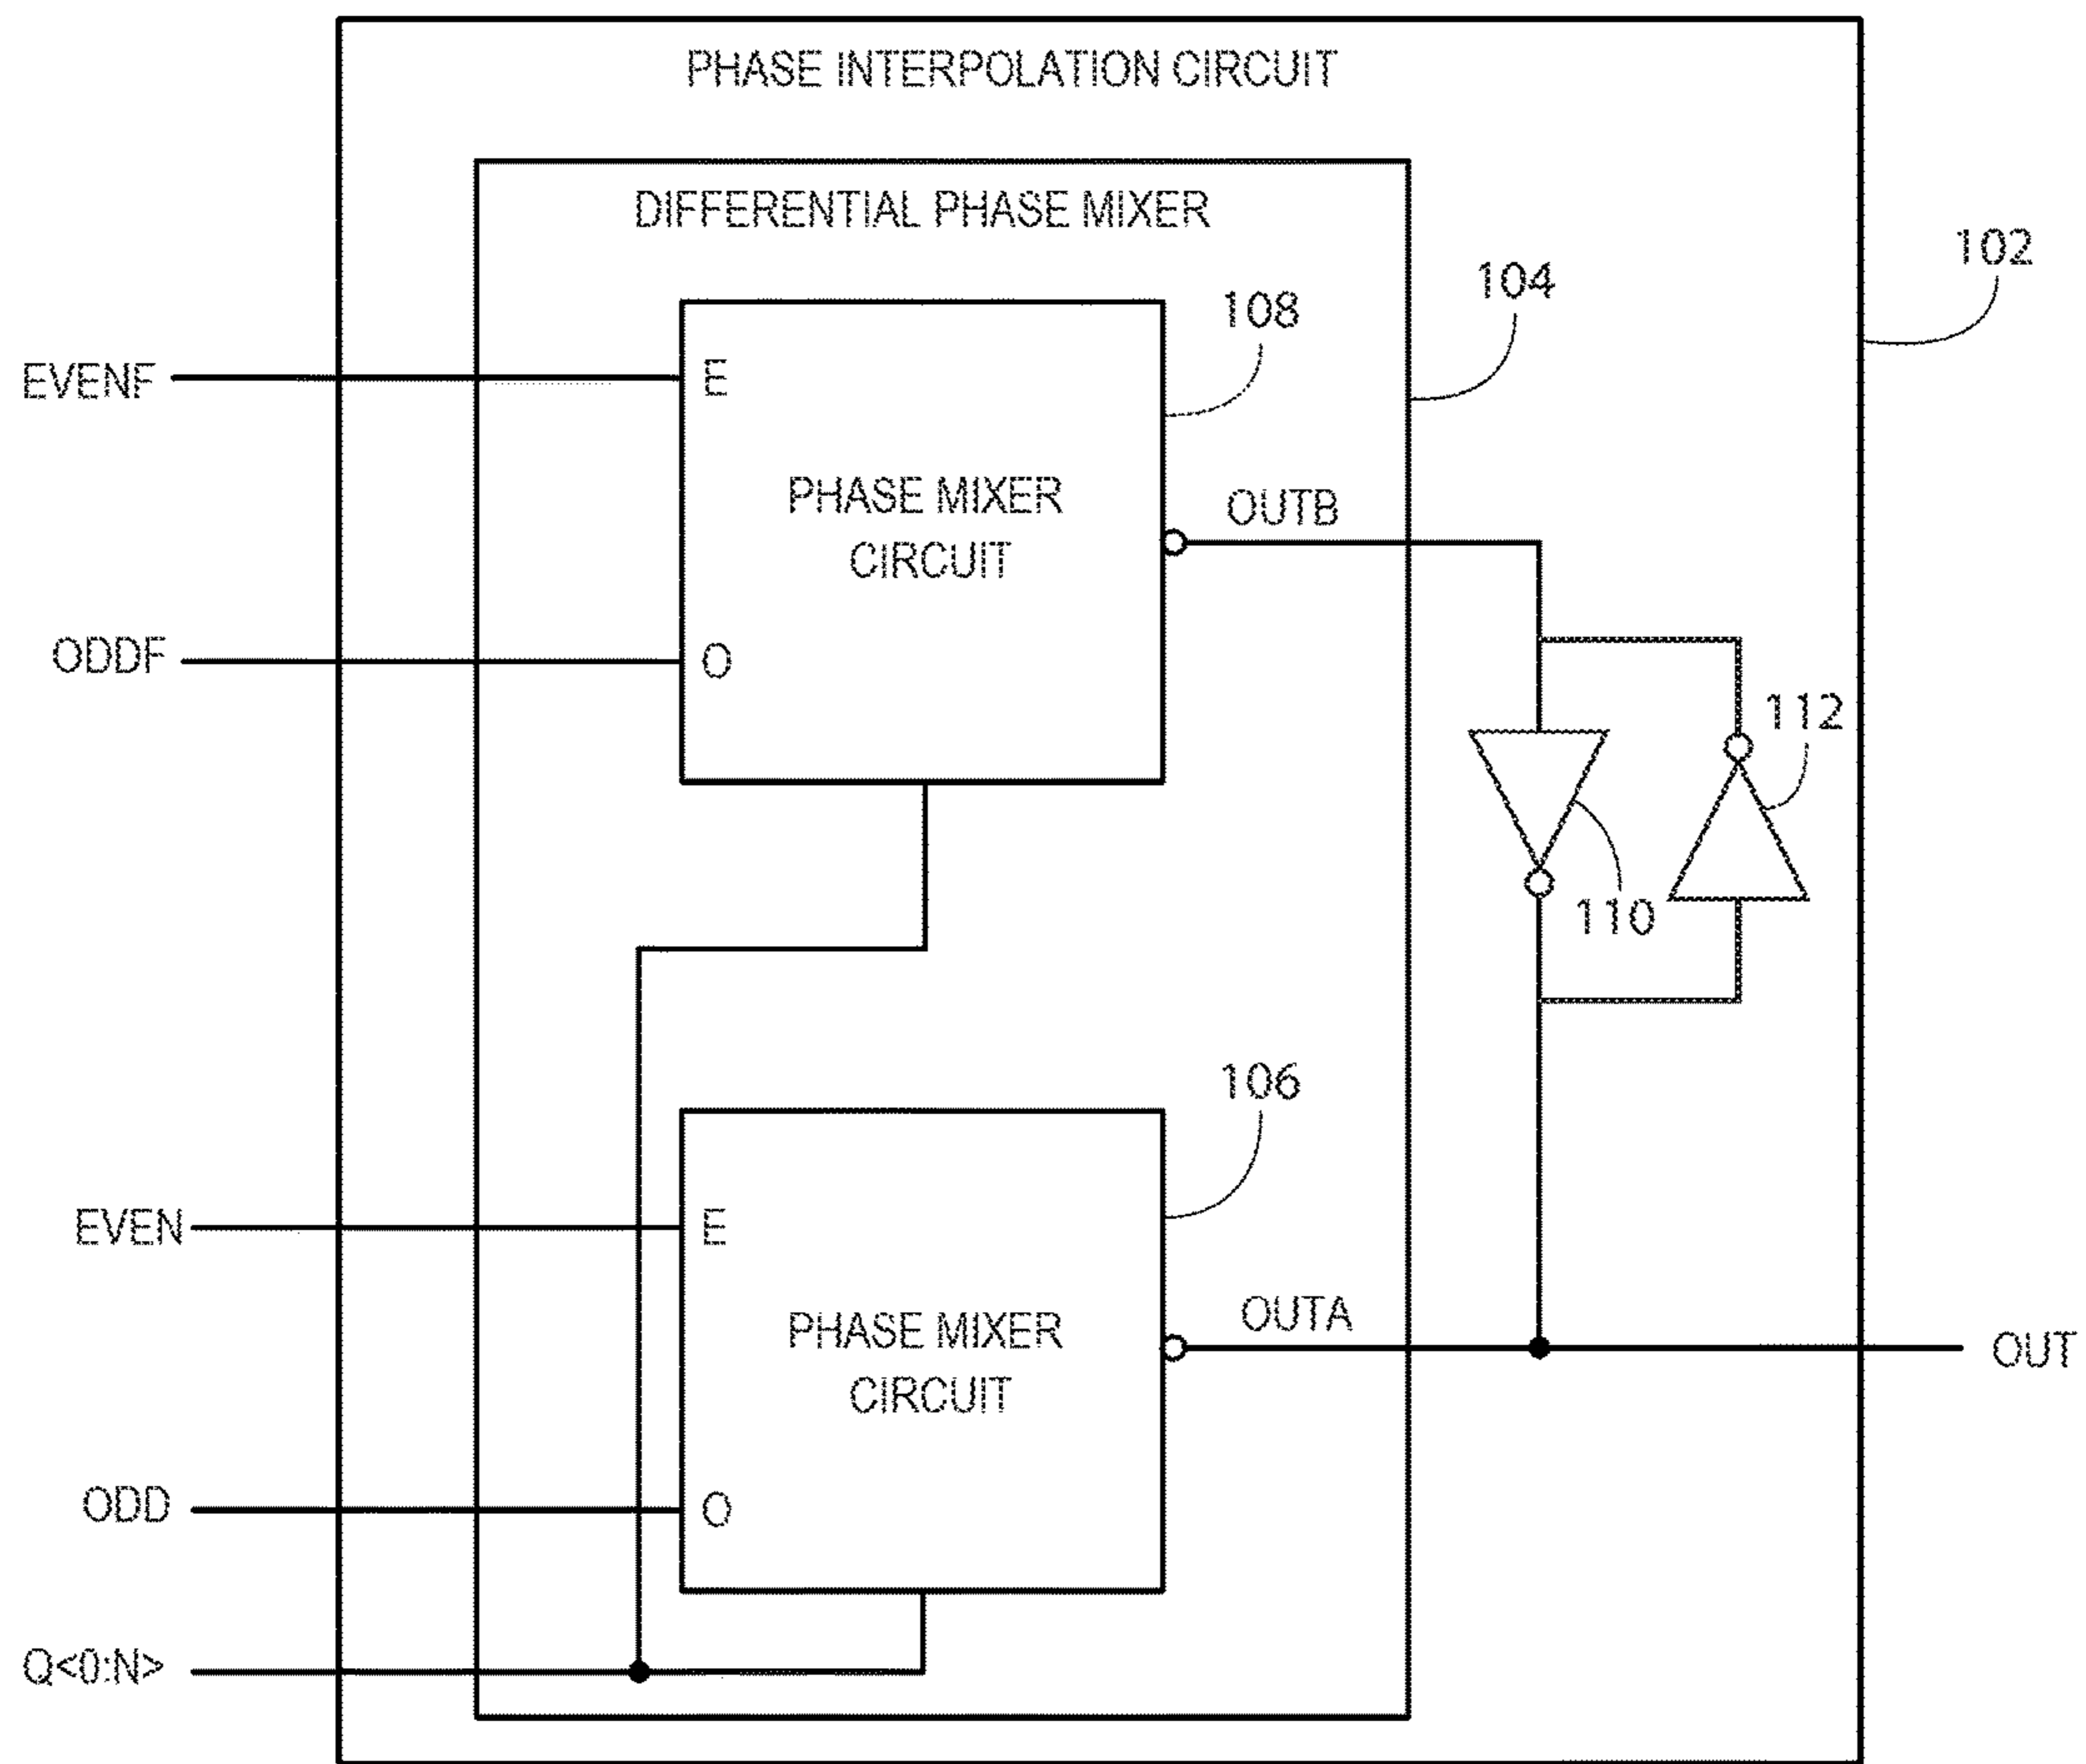 PHASE INTERPOLATION CIRCUIT
DIFFERENTIAL PHASE MIXER
102
104
108
EVENF
E
PHASE MIXER
CIRCUIT
OUTB
ODDF
O
112
110
106
EVEN
E
PHASE MIXER
CIRCUIT
OUTA
OUT
ODD
O
Q<0:N>